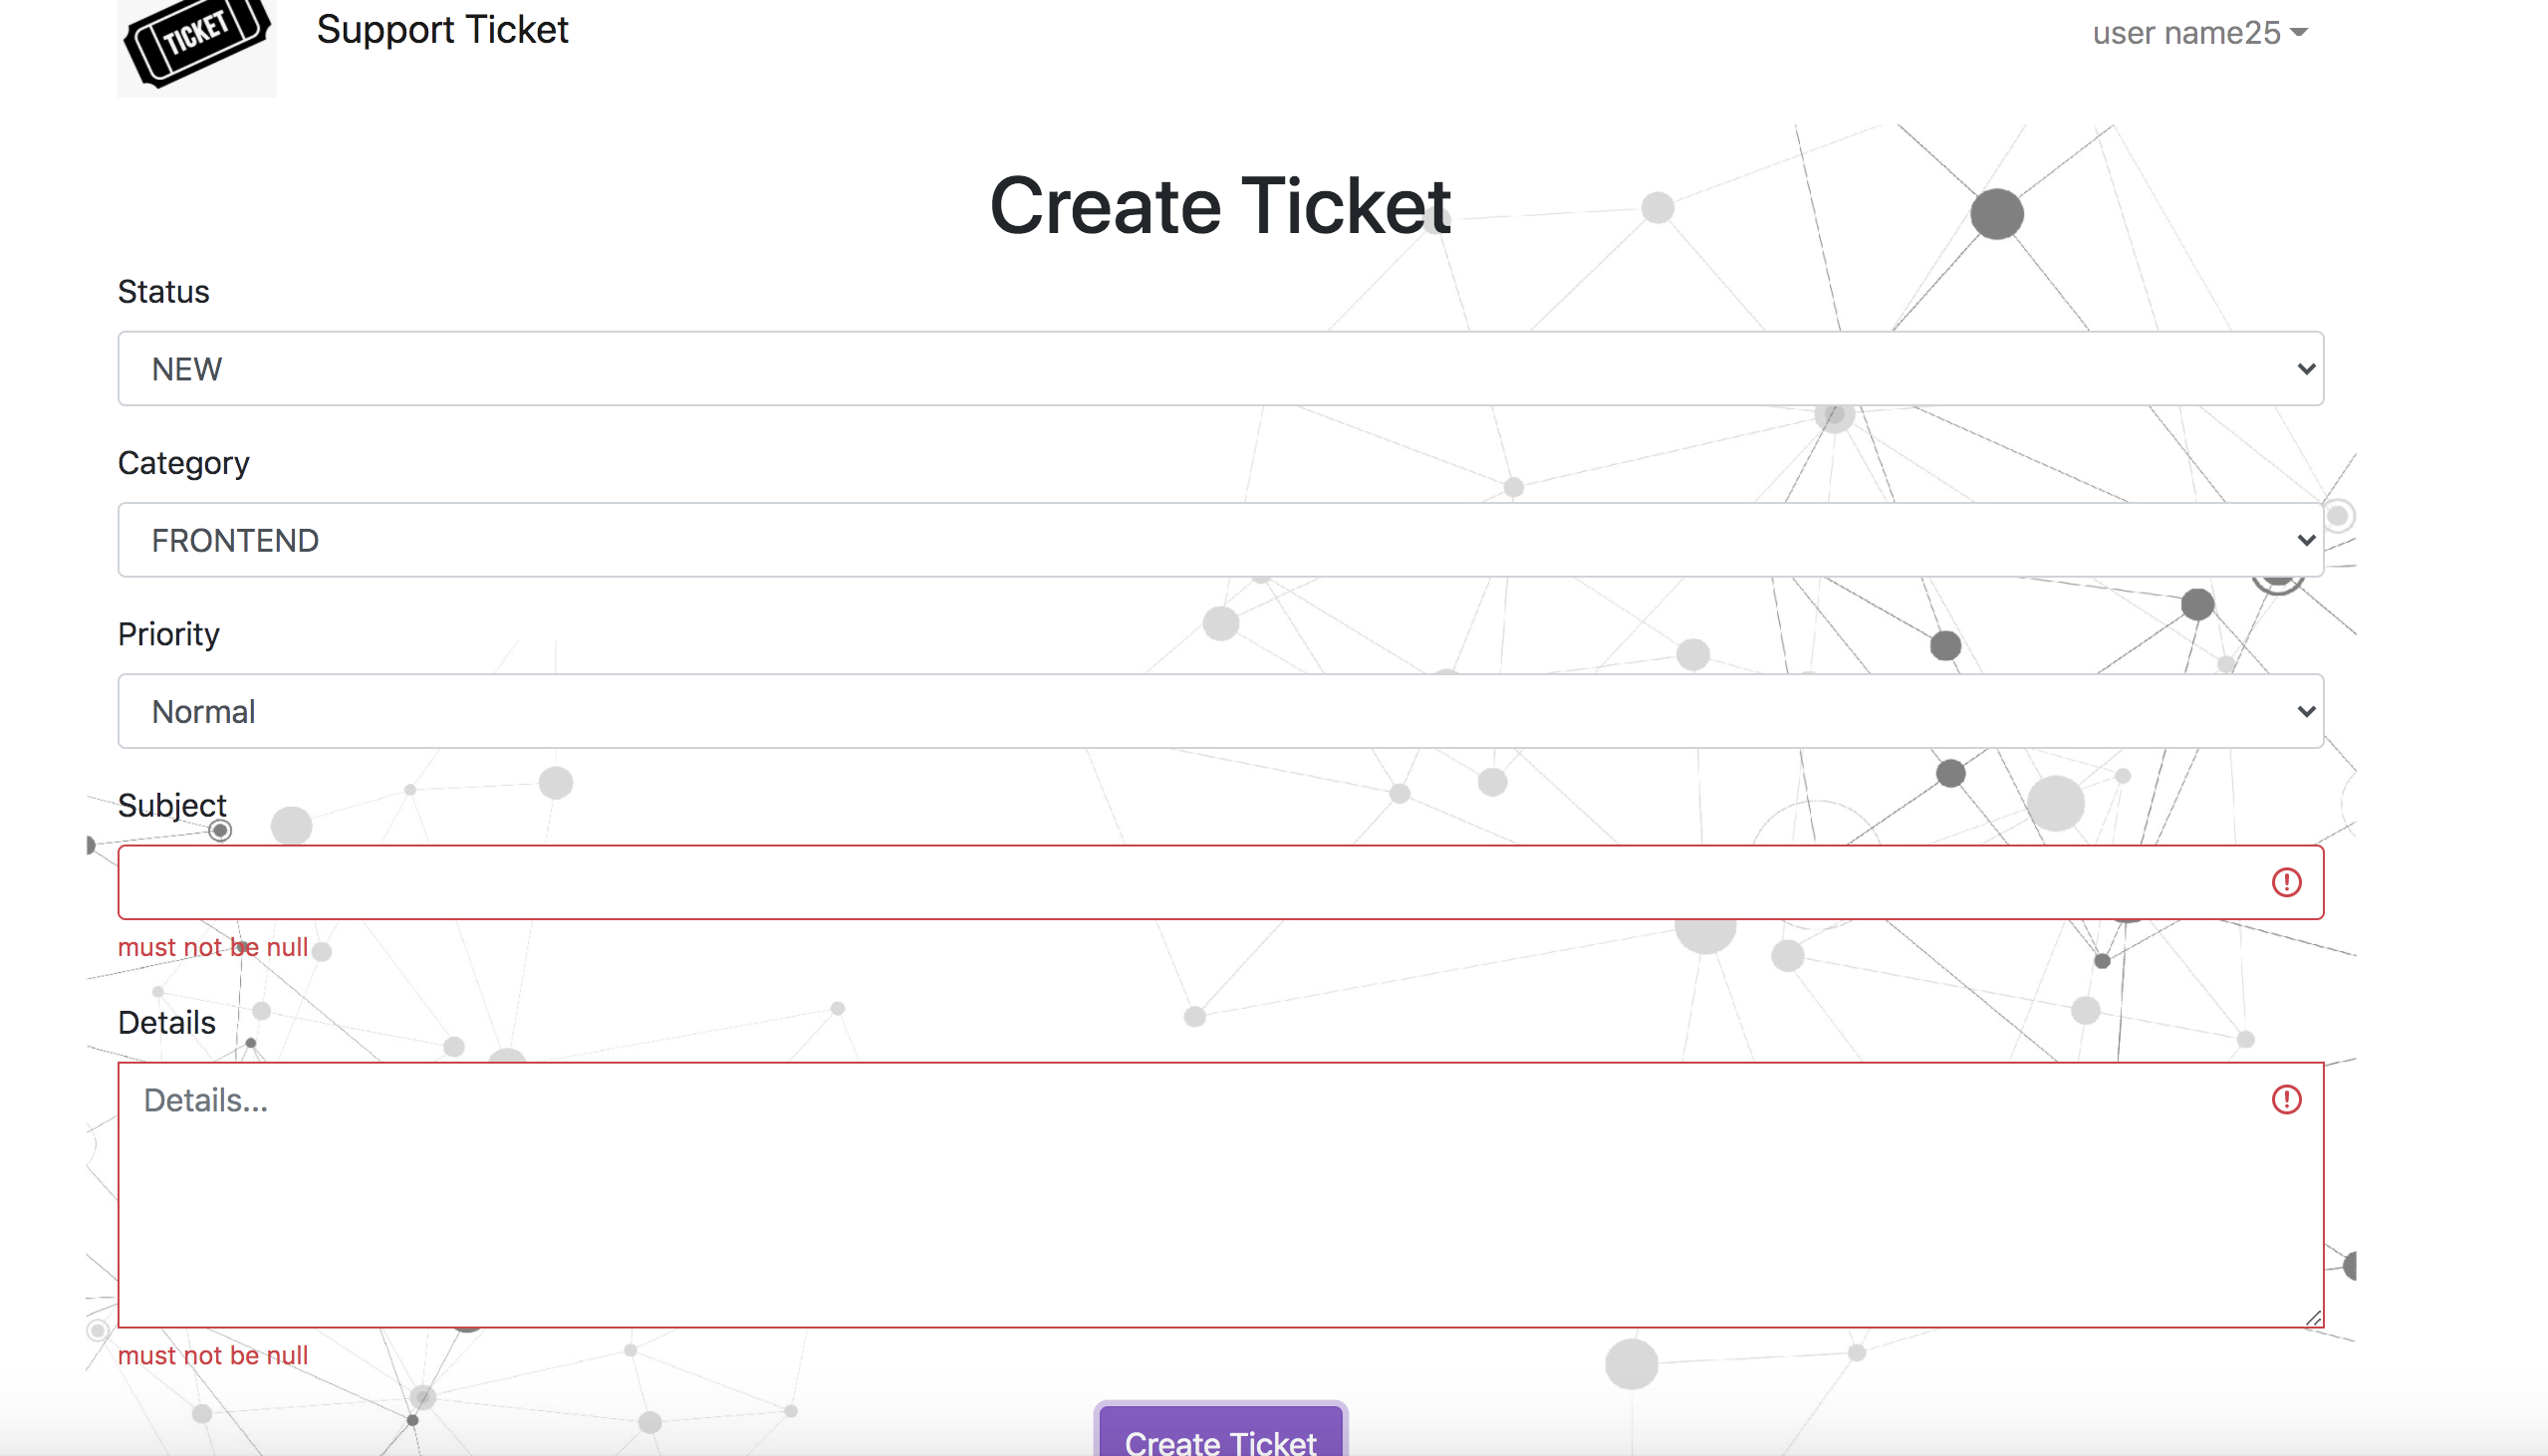 TICKET
Support Ticket
user name25
Create Ticket
Status
NEW
Category
FRONTEND
Priority
Normal
Subject
must not be null
Details
Details...
must not be null
Create Ticket